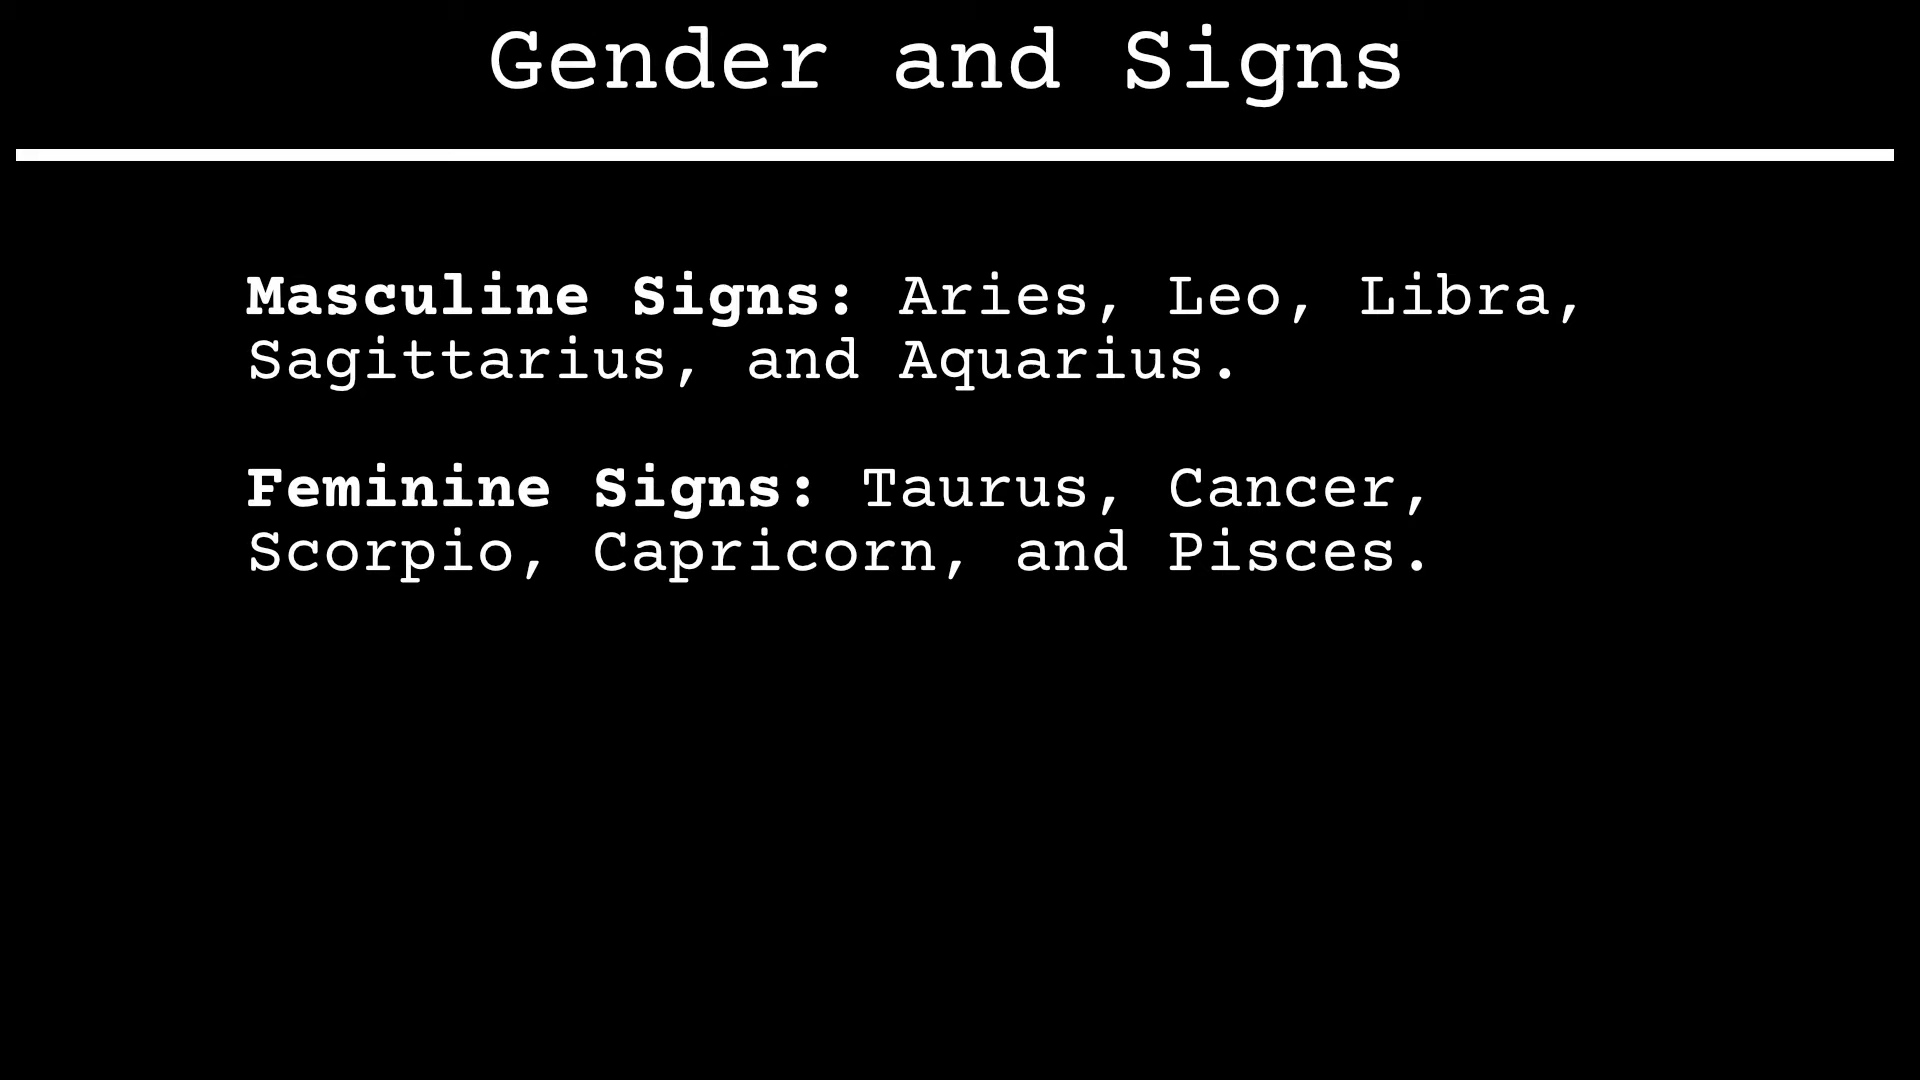 Gender and Signs
Masculine Signs: Aries, Leo, Libra,
Sagittarius, and Aquarius.
Feminine Signs: Taurus, Cancer,
Scorpio, Capricorn, and Pisces.